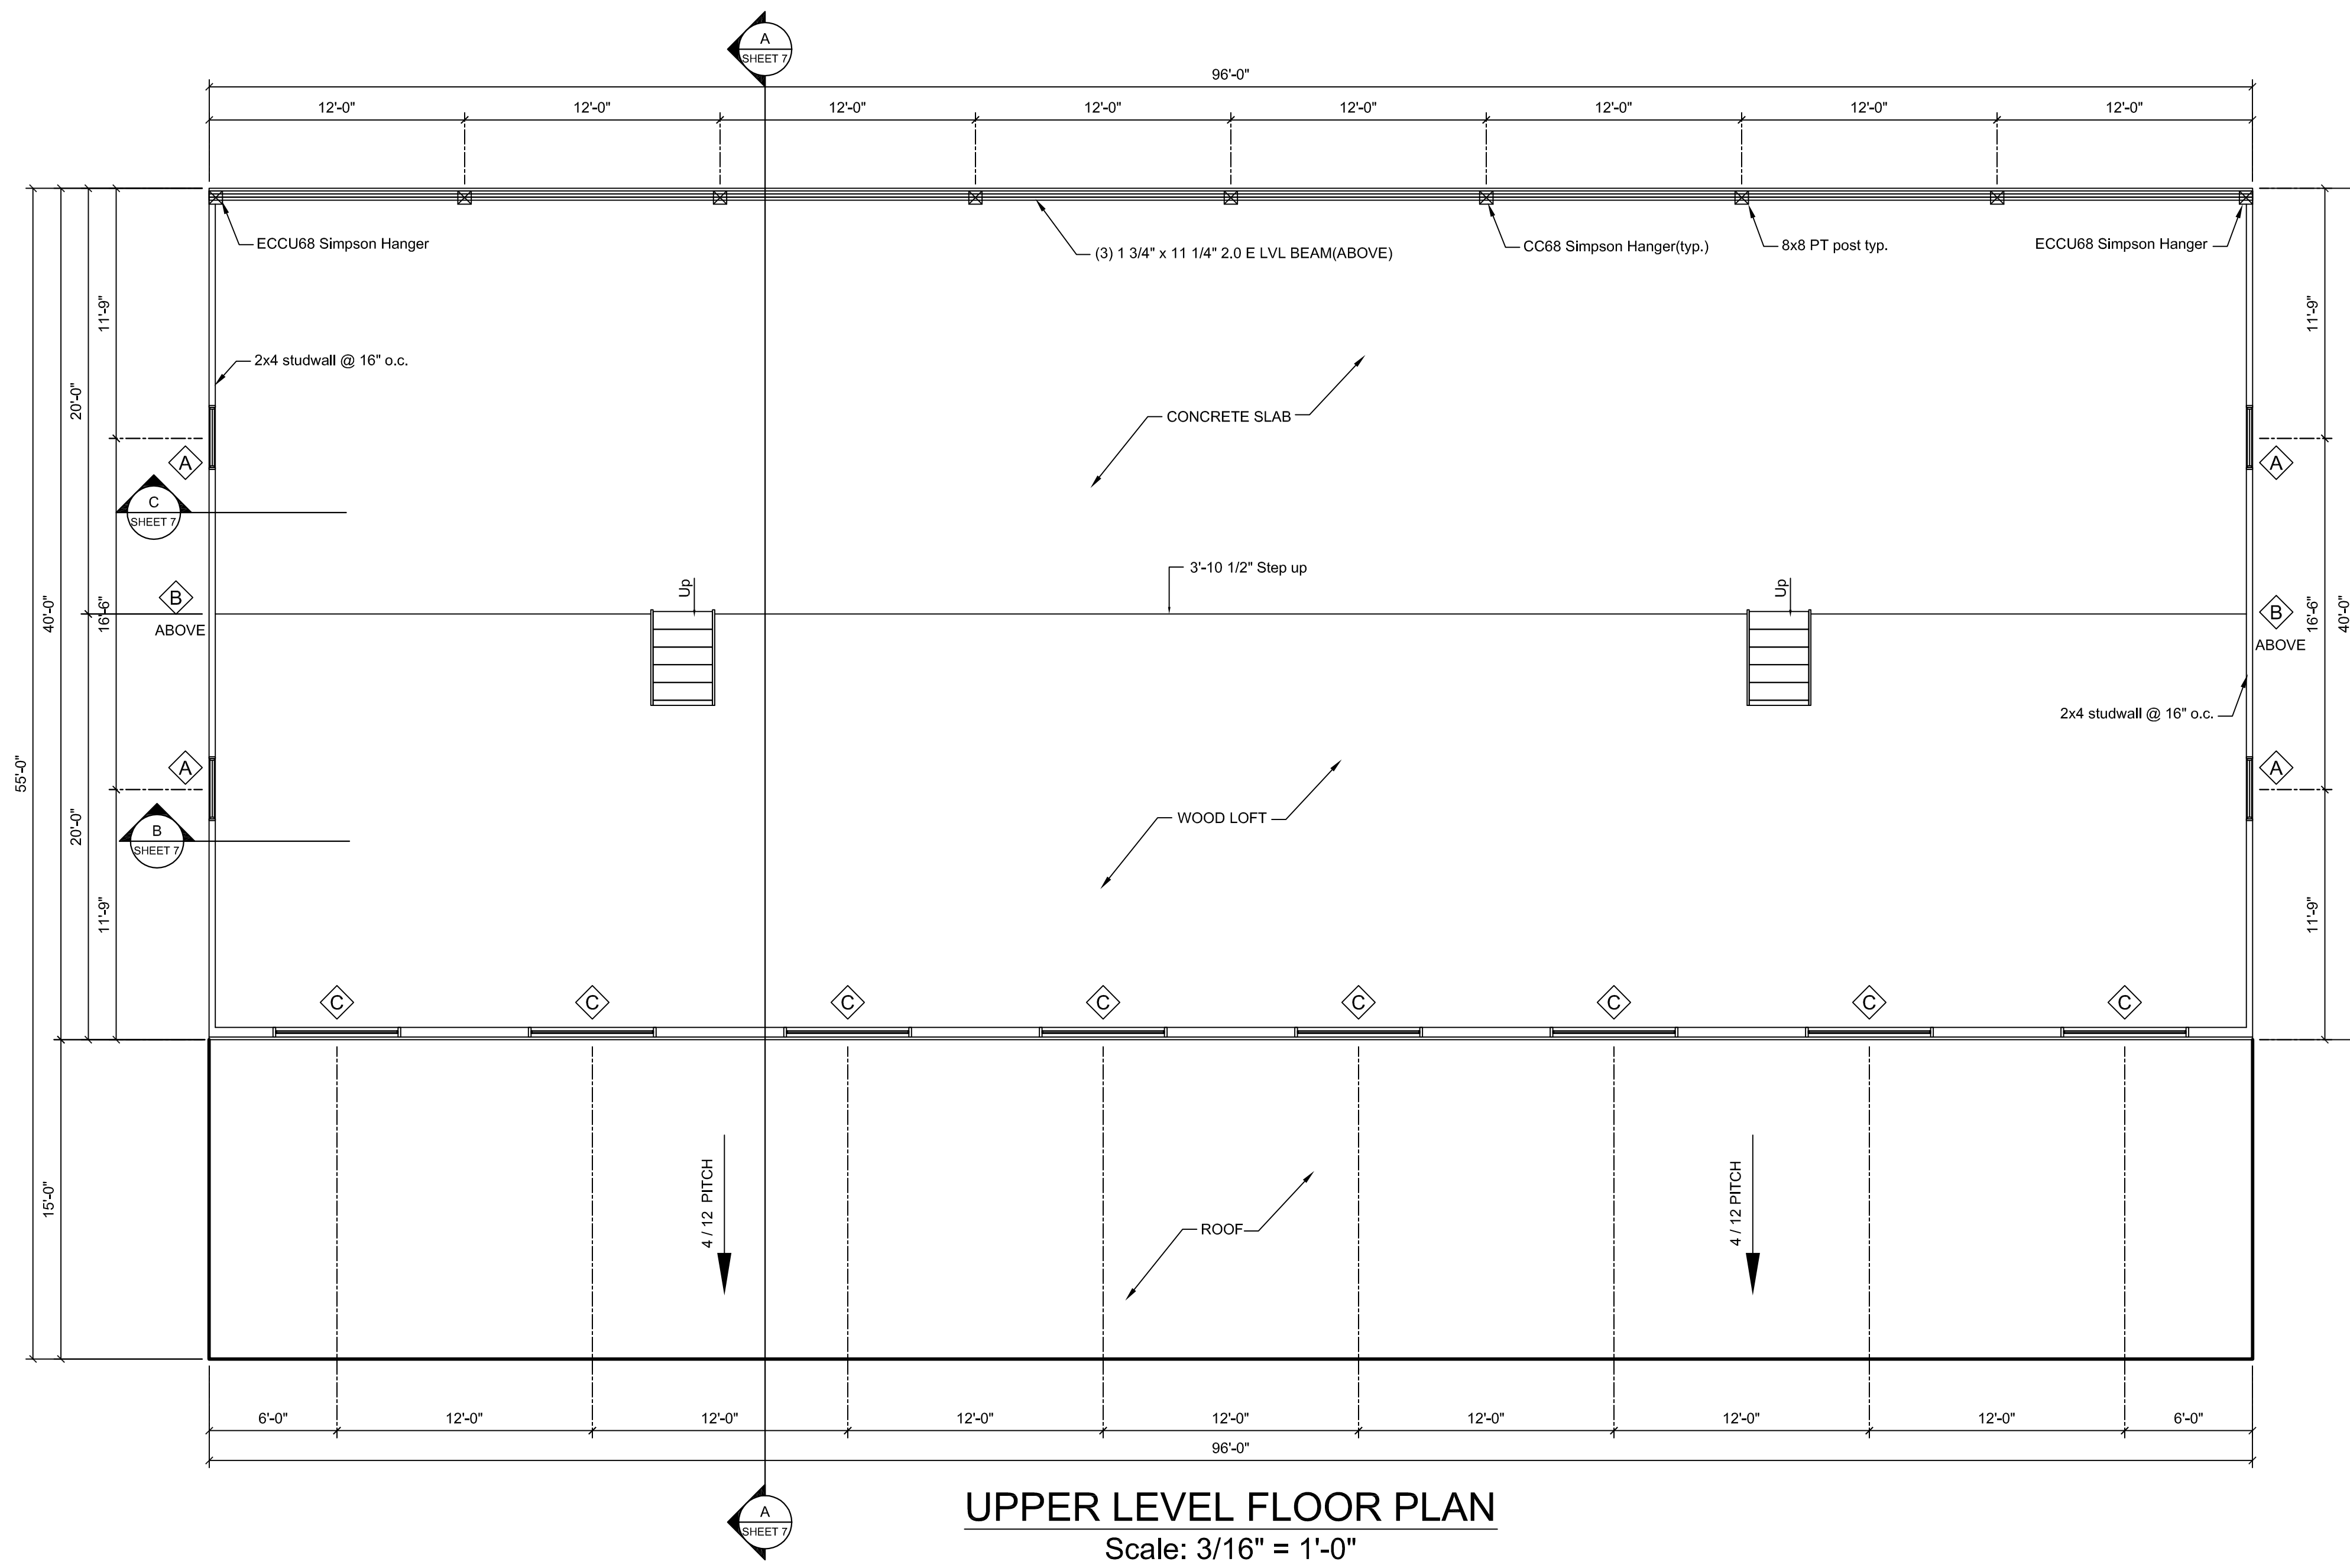 A
SHEET 7
96'-0"
12'-0" 12'-0" 12'-0" 12'-0" 12'-0" 12'-0" 12'-0" 12'-0"
ECCU68 Simpson Hanger
(3) 1 3/4" x 11 1/4" 2.0 E LVL BEAM(ABOVE)
CC68 Simpson Hanger(typ.)
8x8 PT post typ.
ECCU68 Simpson Hanger
11'-9"
11'-9"
2x4 studwall @ 16" o.c.
20'-0"
CONCRETE SLAB
A
A
C
SHEET 7
3'-10 1/2" Step up
Up
Up
B
ABOVE
B
ABOVE
55'-0"
40'-0"
16'-6"
16'-6"
40'-0"
2x4 studwall @ 16" o.c.
A
A
20'-0"
WOOD LOFT
B
SHEET 7
11'-9"
11'-9"
C C C C C C C C
15'-0"
4 / 12 PITCH
ROOF
4 / 12 PITCH
6'-0" 12'-0" 12'-0" 12'-0" 12'-0" 12'-0" 12'-0" 12'-0" 6'-0"
96'-0"
A
SHEET 7
UPPER LEVEL FLOOR PLAN
Scale: 3/16" = 1'-0"